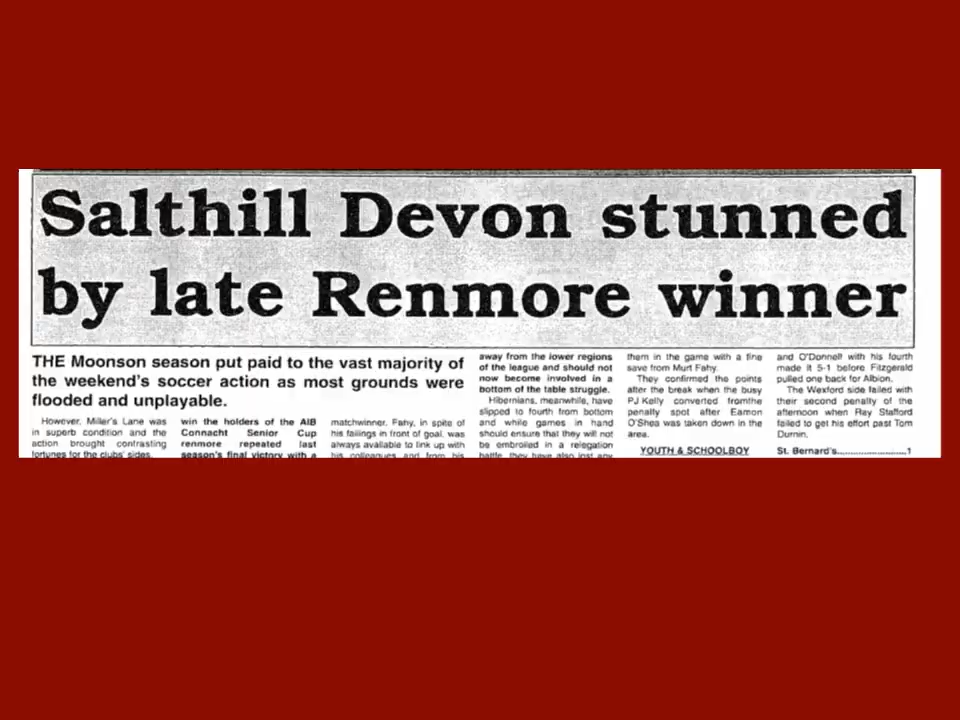 Salthill Devon stunned
by late Renmore winner
THE Moonson season put paid to the vast majority of
the weekend's soccer action as most grounds were
flooded and unplayable.
However, Miller's Lane was
in superb condition and the
action brought contrasting
fortunes for the clubs' sides.
win the holders of the AIB
Connacht Senior Cup
renmore repeated last
season's final victory with a
matchwinner. Fahy, in spite of
his failings in front of goal, was
always available to link up with
his colleagues and from his
away from the lower regions
of the league and should not
now become involved in a
bottom of the table struggle.
Hibernians, meanwhile, have
slipped to fourth from bottom
and while games in hand
should ensure that they will not
be embroiled in a relegation
battle, they have also lost any
them in the game with a fine
save from Murt Fahy.
They confirmed the points
after the break when the busy
PJ Kelly converted fromthe
penalty spot after Eamon
O'Shea was taken down in the
area.
YOUTH & SCHOOLBOY
and O'Donnell with his fourth
made it 5-1 before Fitzgerald
pulled one back for Albion.
The Wexford side failed with
their second penalty of the
afternoon when Ray Stafford
failed to get his effort past Tom
Durnin.
St. Bernard's........................1